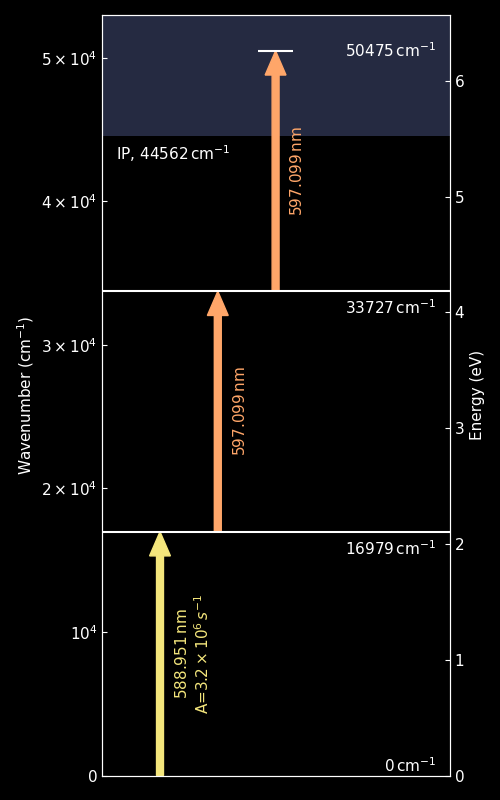 5 × 10⁴
50475 cm⁻¹
6
IP, 44562 cm⁻¹
597.099 nm
4 × 10⁴
5
33727 cm⁻¹
4
3 × 10⁴
Wavenumber (cm⁻¹)
597.099 nm
Energy (eV)
3
2 × 10⁴
16979 cm⁻¹
2
588.951 nm
A=3.2 × 10⁶ s⁻¹
10⁴
1
0 cm⁻¹
0
0